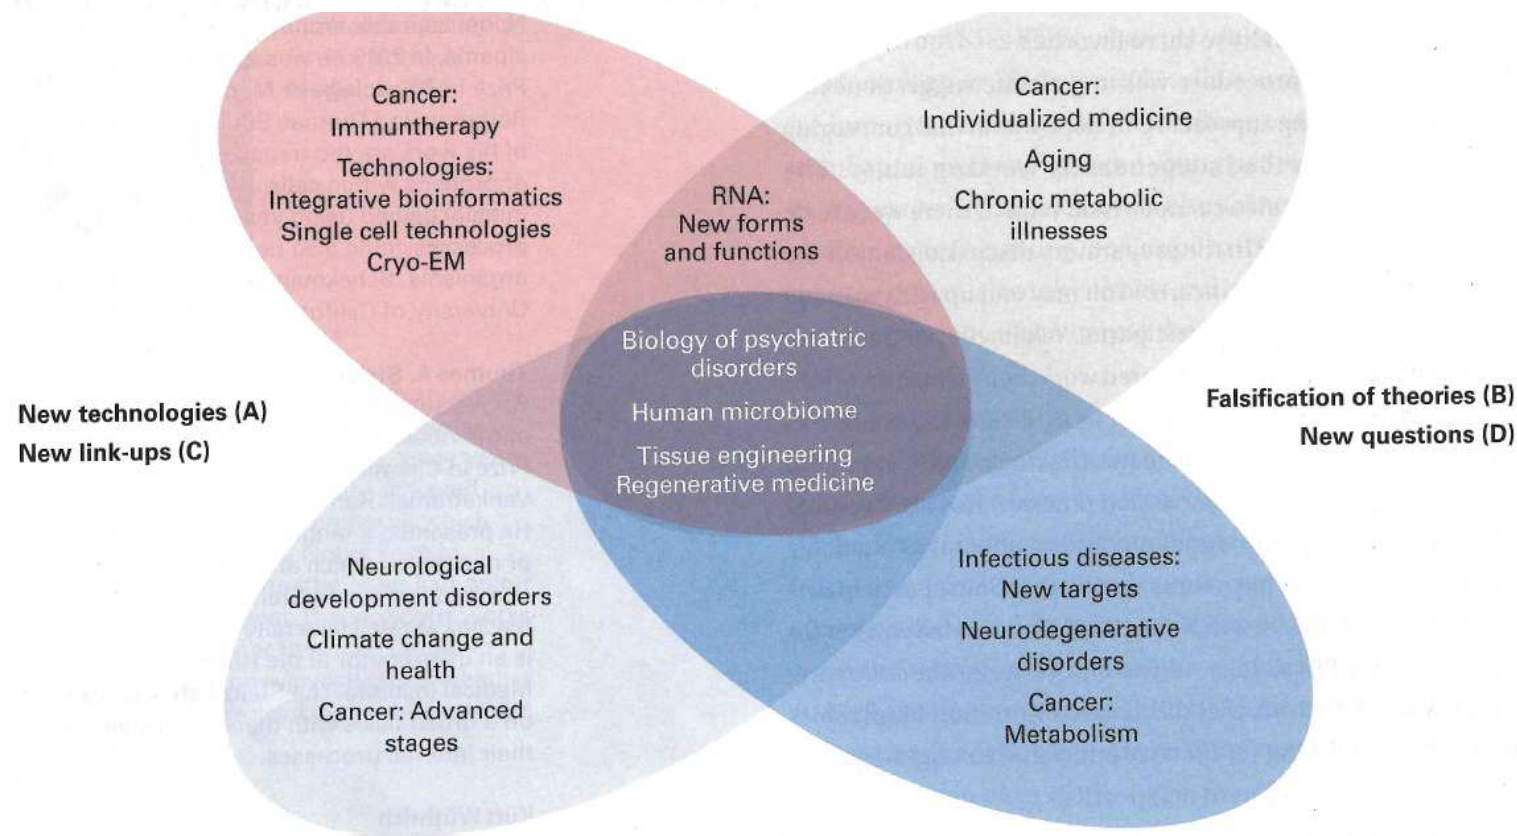 Cancer:
Immuntherapy
Technologies:
Integrative bioinformatics
Single cell technologies
Cryo-EM
RNA:
New forms
and functions
Cancer:
Individualized medicine
Aging
Chronic metabolic
illnesses
Biology of psychiatric
disorders
Human microbiome
Tissue engineering
Regenerative medicine
New technologies (A)
New link-ups (C)
Falsification of theories (B)
New questions (D)
Neurological
development disorders
Climate change and
health
Cancer: Advanced
stages
Infectious diseases:
New targets
Neurodegenerative
disorders
Cancer:
Metabolism